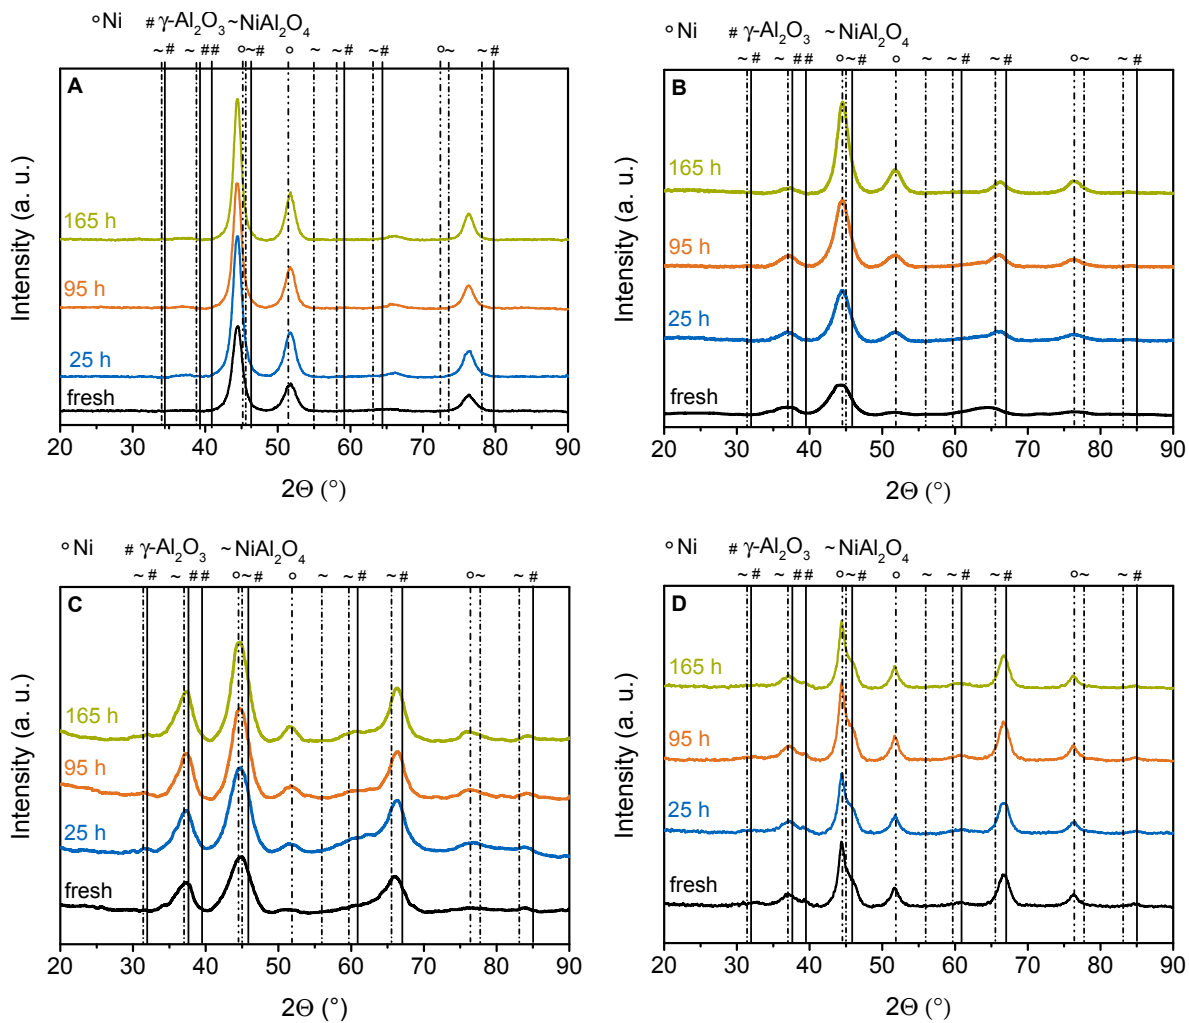 °Ni # γ-Al₂O₃ ~NiAl₂O₄
~# ~## °~# ° ~ ~# ~# °~ ~#
A
165 h
95 h
25 h
fresh
Intensity (a. u.)
20 30 40 50 60 70 80 90
2Θ (°)
°Ni # γ-Al₂O₃ ~NiAl₂O₄
~# ~## °~# ° ~ ~# ~# °~ ~#
B
165 h
95 h
25 h
fresh
Intensity (a. u.)
20 30 40 50 60 70 80 90
2Θ (°)
°Ni # γ-Al₂O₃ ~NiAl₂O₄
~# ~## °~# ° ~ ~# ~# °~ ~#
C
165 h
95 h
25 h
fresh
Intensity (a. u.)
20 30 40 50 60 70 80 90
2Θ (°)
°Ni # γ-Al₂O₃ ~NiAl₂O₄
~# ~## °~# ° ~ ~# ~# °~ ~#
D
165 h
95 h
25 h
fresh
Intensity (a. u.)
20 30 40 50 60 70 80 90
2Θ (°)